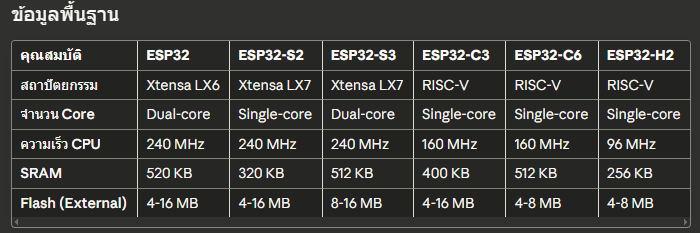 ข้อมูลพื้นฐาน
คุณสมบัติ ESP32 ESP32-S2 ESP32-S3 ESP32-C3 ESP32-C6 ESP32-H2
สถาปัตยกรรม Xtensa LX6 Xtensa LX7 Xtensa LX7 RISC-V RISC-V RISC-V
จำนวน Core Dual-core Single-core Dual-core Single-core Single-core Single-core
ความเร็ว CPU 240 MHz 240 MHz 240 MHz 160 MHz 160 MHz 96 MHz
SRAM 520 KB 320 KB 512 KB 400 KB 512 KB 256 KB
Flash (External) 4-16 MB 4-16 MB 8-16 MB 4-16 MB 4-8 MB 4-8 MB